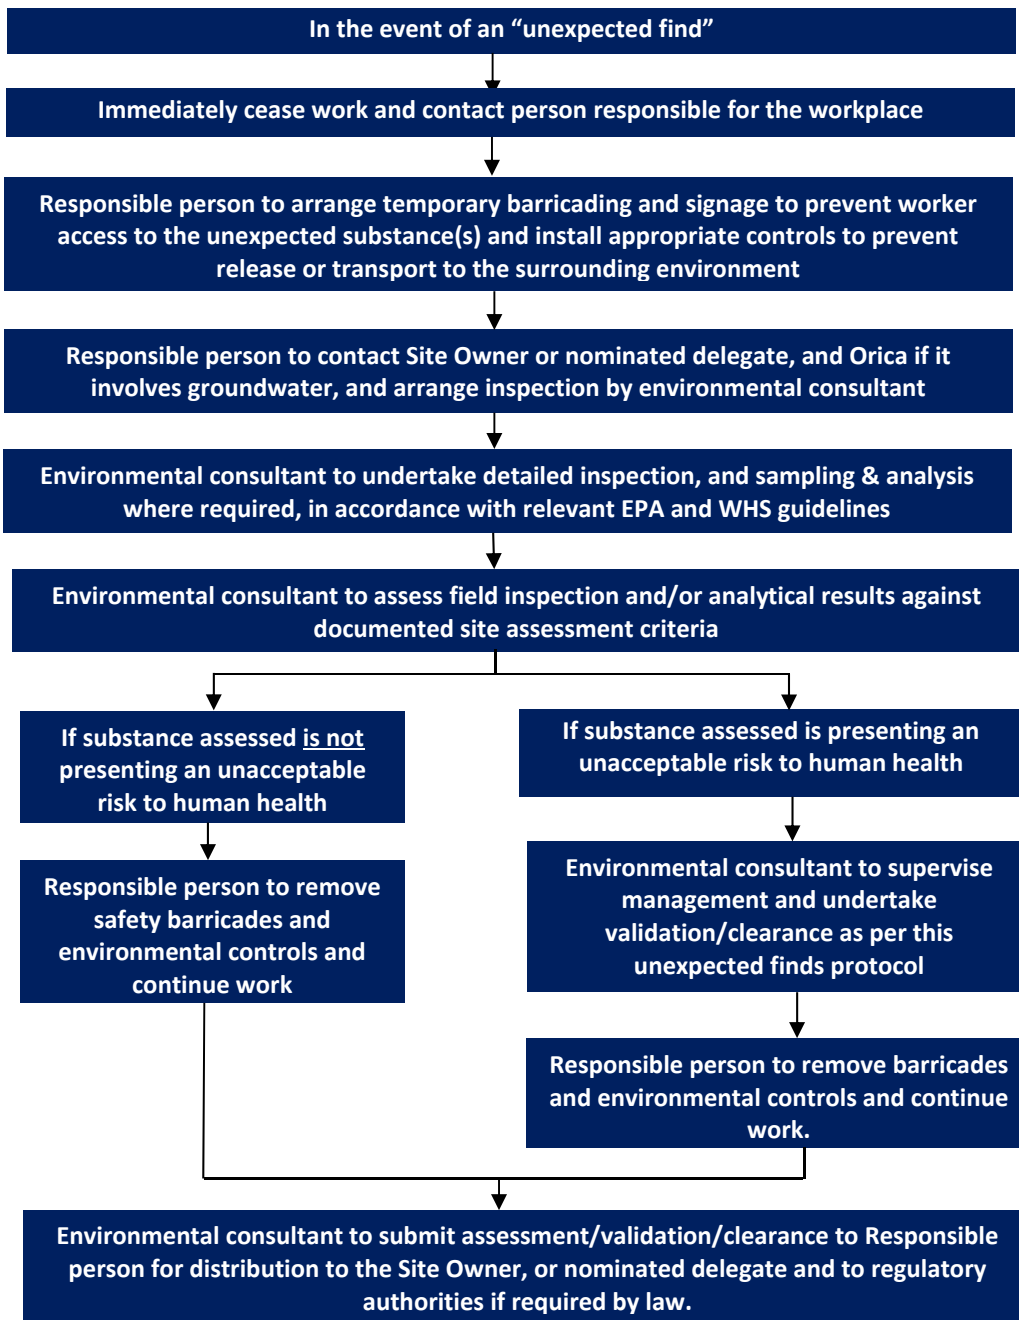 In the event of an “unexpected find”
Immediately cease work and contact person responsible for the workplace
Responsible person to arrange temporary barricading and signage to prevent worker
access to the unexpected substance(s) and install appropriate controls to prevent
release or transport to the surrounding environment
Responsible person to contact Site Owner or nominated delegate, and Orica if it
involves groundwater, and arrange inspection by environmental consultant
Environmental consultant to undertake detailed inspection, and sampling & analysis
where required, in accordance with relevant EPA and WHS guidelines
Environmental consultant to assess field inspection and/or analytical results against
documented site assessment criteria
If substance assessed is not
presenting an unacceptable
risk to human health
Responsible person to remove
safety barricades and
environmental controls and
continue work
If substance assessed is presenting an
unacceptable risk to human health
Environmental consultant to supervise
management and undertake
validation/clearance as per this
unexpected finds protocol
Responsible person to remove barricades
and environmental controls and continue
work.
Environmental consultant to submit assessment/validation/clearance to Responsible
person for distribution to the Site Owner, or nominated delegate and to regulatory
authorities if required by law.